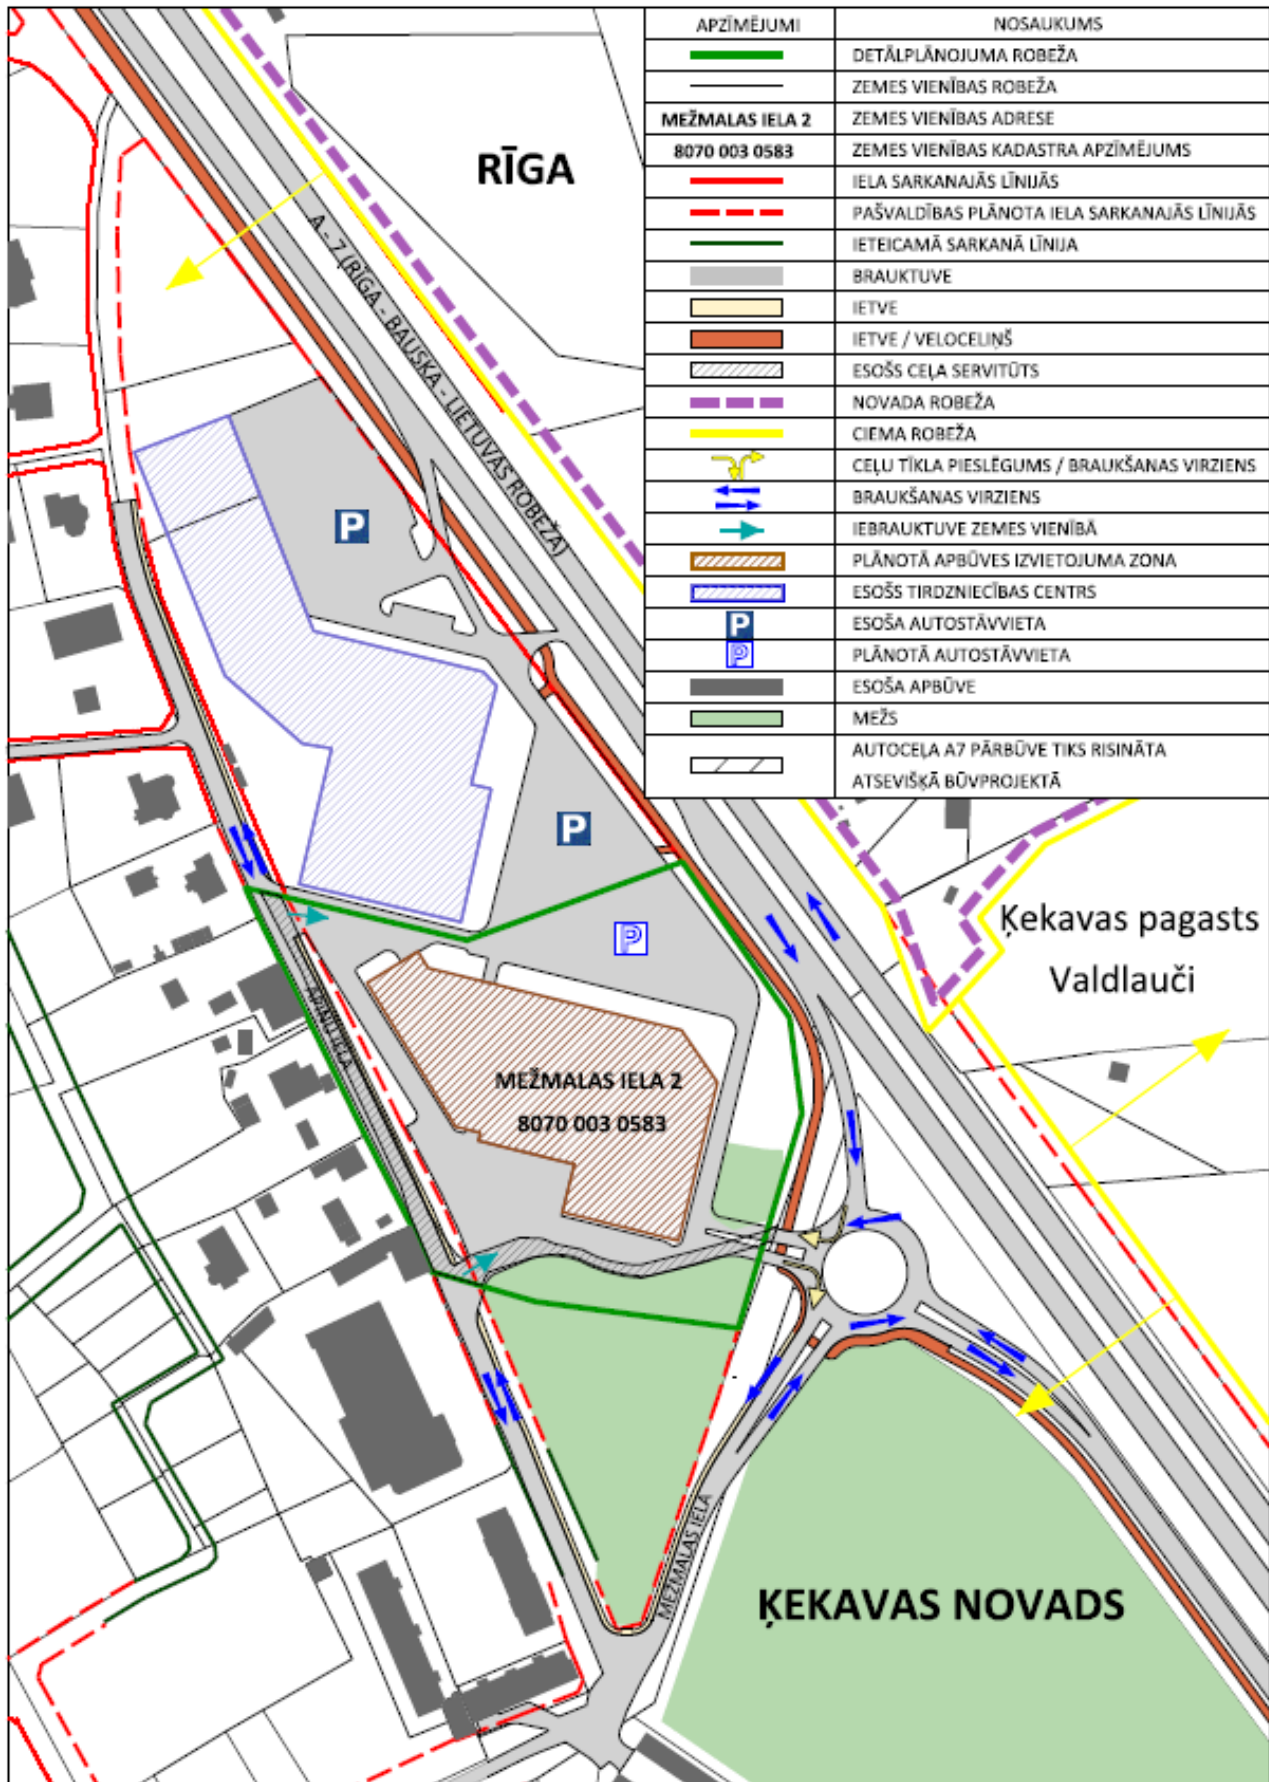 APZĪMĒJUMI NOSAUKUMS
DETĀLPLĀNOJUMA ROBEŽA
ZEMES VIENĪBAS ROBEŽA
MEŽMALAS IELA 2 ZEMES VIENĪBAS ADRESE
8070 003 0583 ZEMES VIENĪBAS KADASTRA APZĪMĒJUMS
IELA SARKANAJĀS LĪNIJĀS
PAŠVALDĪBAS PLĀNOTA IELA SARKANAJĀS LĪNIJĀS
IETEICAMĀ SARKANĀ LĪNIJA
BRAUKTUVE
IETVE
IETVE / VELOCELIŅŠ
ESOŠS CEĻA SERVITŪTS
NOVADA ROBEŽA
CIEMA ROBEŽA
CEĻU TĪKLA PIESLĒGUMS / BRAUKŠANAS VIRZIENS
BRAUKŠANAS VIRZIENS
IEBRAUKTUVE ZEMES VIENĪBĀ
PLĀNOTĀ APBŪVES IZVIETOJUMA ZONA
ESOŠS TIRDZNIECĪBAS CENTRS
P ESOŠA AUTOSTĀVVIETA
P PLĀNOTĀ AUTOSTĀVVIETA
ESOŠA APBŪVE
MEŽS
AUTOCEĻA A7 PĀRBŪVE TIKS RISINĀTA
ATSEVIŠĶĀ BŪVPROJEKTĀ
RĪGA
A - 7 (RĪGA - BAUSKA - LIETUVAS ROBEŽA)
P
P
P
Ķekavas pagasts
Valdlauči
MEŽMALAS IELA 2
8070 003 0583
MEŽMALAS IELA
ĶEKAVAS NOVADS